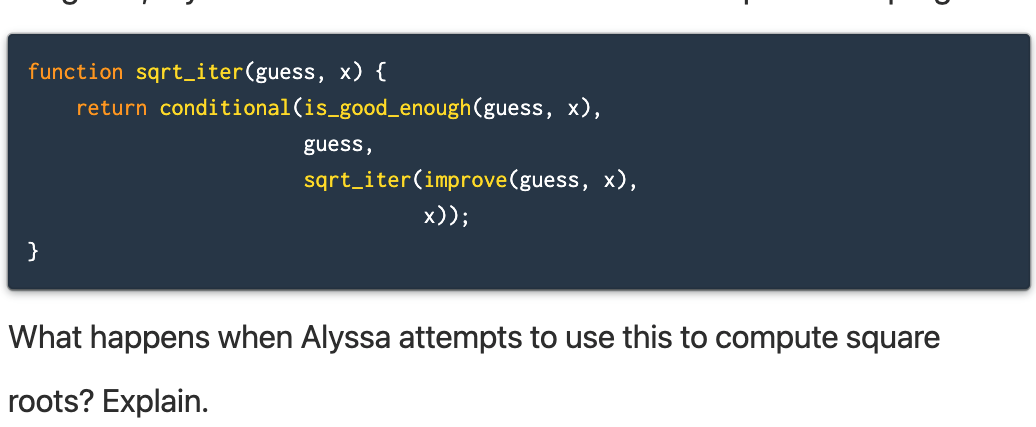 function sqrt_iter(guess, x) {
return conditional(is_good_enough(guess, x),
guess,
sqrt_iter(improve(guess, x),
x));
}
What happens when Alyssa attempts to use this to compute square
roots? Explain.